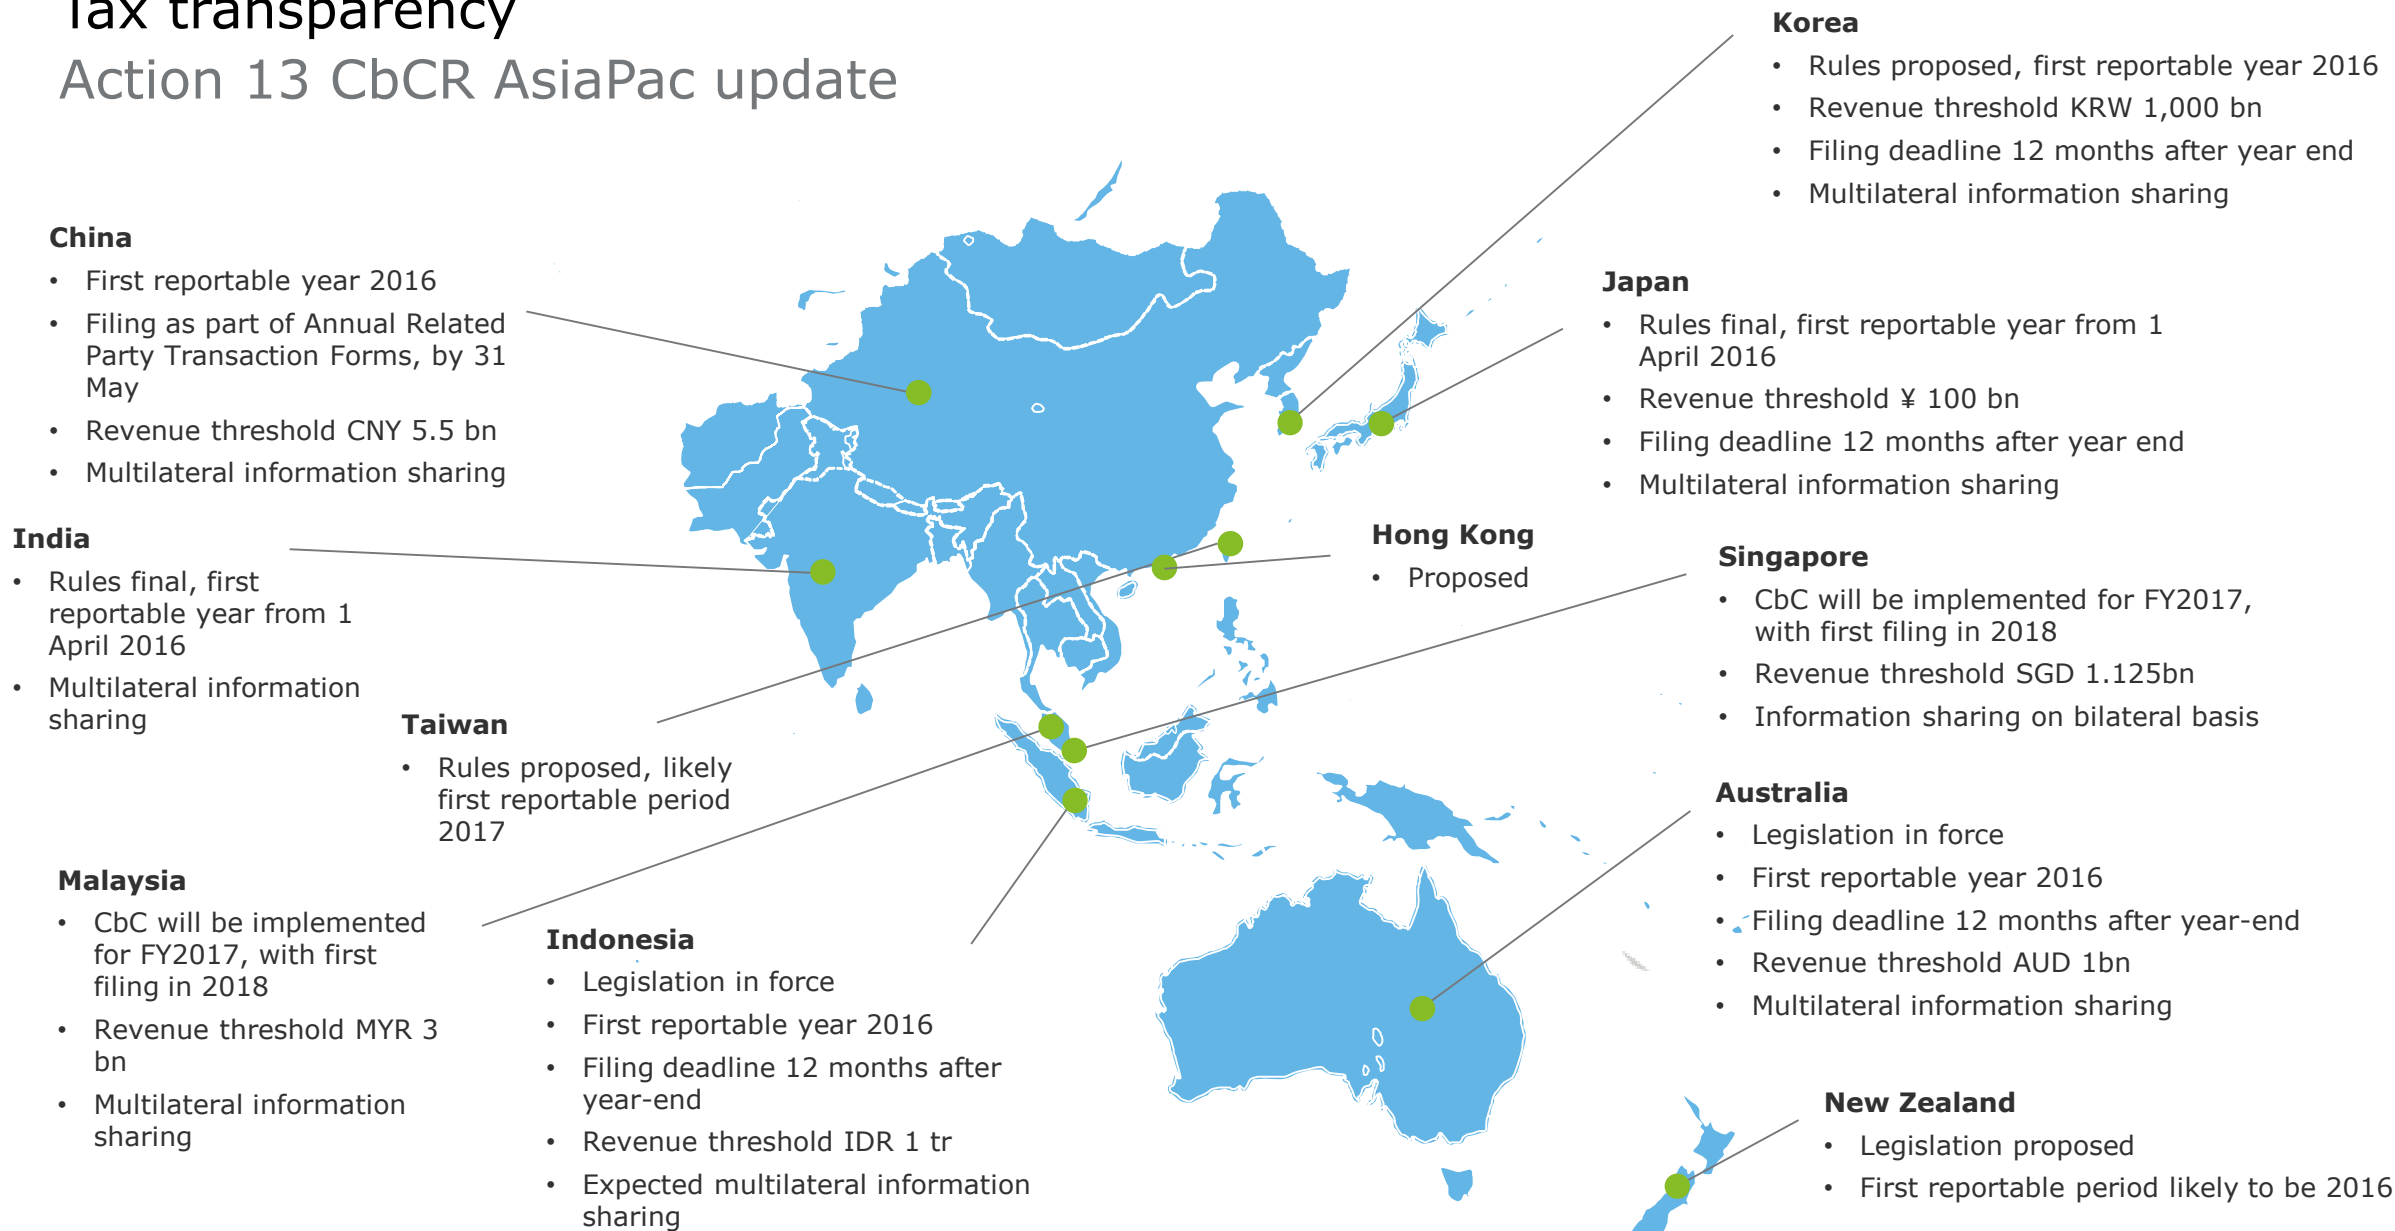 Tax transparency
Action 13 CbCR AsiaPac update
Korea
• Rules proposed, first reportable year 2016
• Revenue threshold KRW 1,000 bn
• Filing deadline 12 months after year end
• Multilateral information sharing
China
• First reportable year 2016
• Filing as part of Annual Related
Party Transaction Forms, by 31
May
• Revenue threshold CNY 5.5 bn
• Multilateral information sharing
Japan
• Rules final, first reportable year from 1
April 2016
• Revenue threshold ¥ 100 bn
• Filing deadline 12 months after year end
• Multilateral information sharing
India
• Rules final, first
reportable year from 1
April 2016
• Multilateral information
sharing
Hong Kong
• Proposed
Singapore
• CbC will be implemented for FY2017,
with first filing in 2018
• Revenue threshold SGD 1.125bn
• Information sharing on bilateral basis
Taiwan
• Rules proposed, likely
first reportable period
2017
Australia
• Legislation in force
• First reportable year 2016
• Filing deadline 12 months after year-end
• Revenue threshold AUD 1bn
• Multilateral information sharing
Malaysia
• CbC will be implemented
for FY2017, with first
filing in 2018
• Revenue threshold MYR 3
bn
• Multilateral information
sharing
Indonesia
• Legislation in force
• First reportable year 2016
• Filing deadline 12 months after
year-end
• Revenue threshold IDR 1 tr
• Expected multilateral information
sharing
New Zealand
• Legislation proposed
• First reportable period likely to be 2016